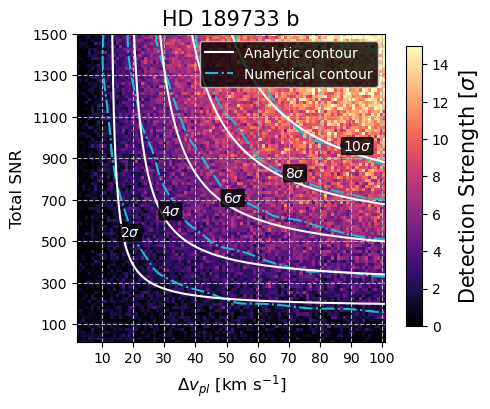 HD 189733 b
Analytic contour
Numerical contour
1500
1300
1100
900
700
500
300
100
Total SNR
2σ
4σ
6σ
8σ
10σ
10 20 30 40 50 60 70 80 90 100
Δv_{pl} [km s⁻¹]
14
12
10
8
6
4
2
0
Detection Strength [σ]